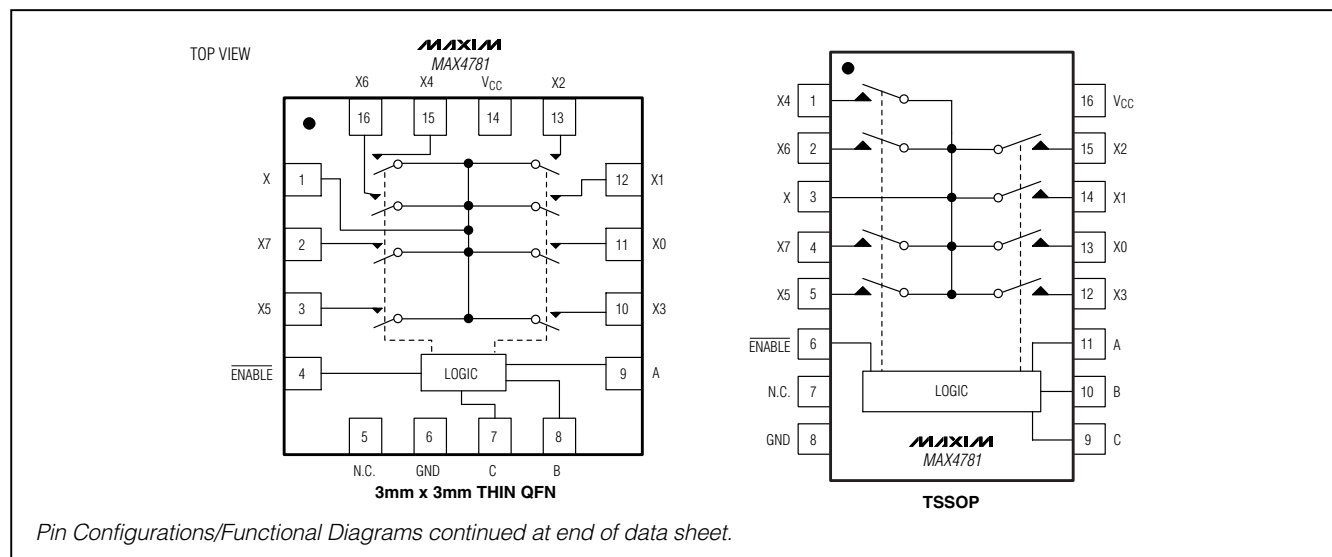 TOP VIEW
MAXIM
MAX4781
X6 X4 VCC X2
16 15 14 13
X 1
X7 2
X5 3
ENABLE 4
12 X1
11 X0
10 X3
9 A
LOGIC
5 6 7 8
N.C. GND C B
3mm x 3mm THIN QFN
X4 1
X6 2
X 3
X7 4
X5 5
ENABLE 6
N.C. 7
GND 8
16 VCC
15 X2
14 X1
13 X0
12 X3
11 A
10 B
9 C
LOGIC
MAXIM
MAX4781
TSSOP
Pin Configurations/Functional Diagrams continued at end of data sheet.